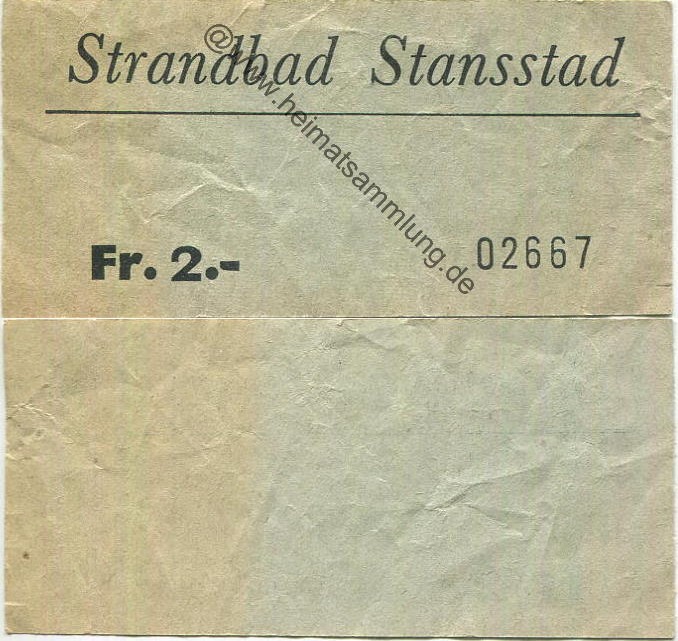 Strandbad Stansstad
@www.heimatsammlung.de
Fr. 2.-
02667